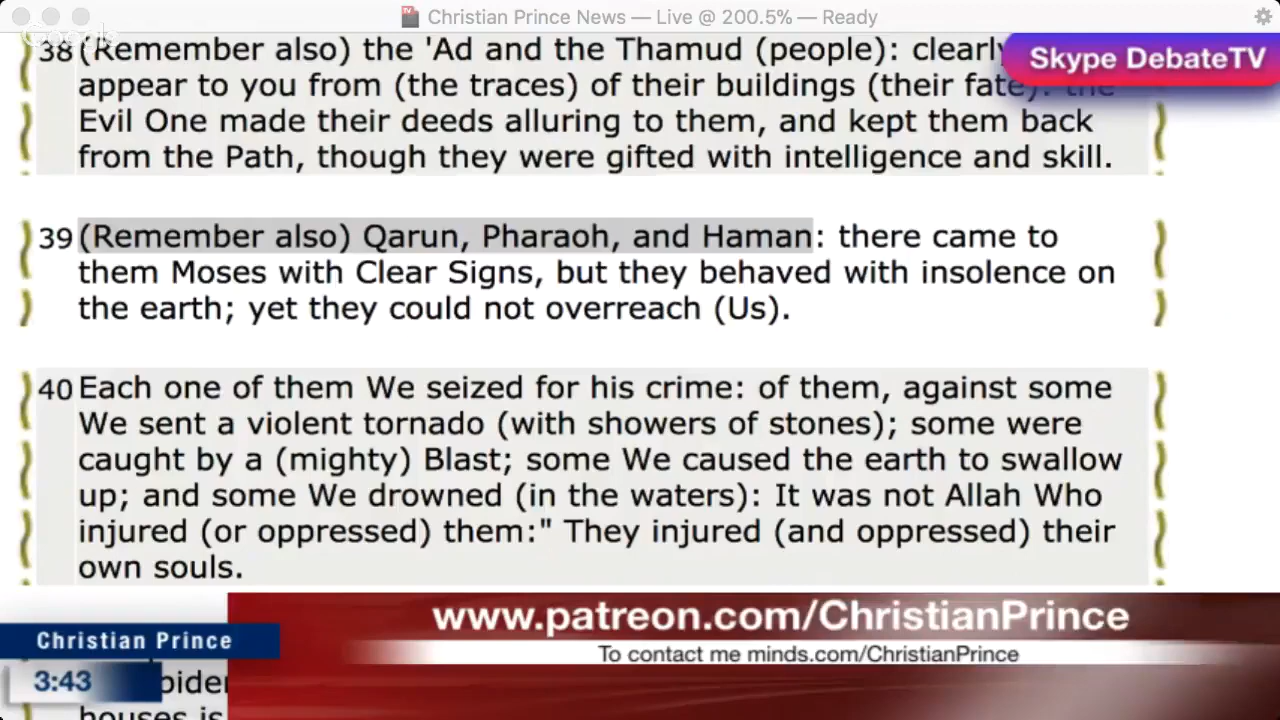 Christian Prince News — Live @ 200.5% — Ready
Google
Skype DebateTV
38 (Remember also) the 'Ad and the Thamud (people): clearly
appear to you from (the traces) of their buildings (their fate): the
Evil One made their deeds alluring to them, and kept them back
from the Path, though they were gifted with intelligence and skill.
39 (Remember also) Qarun, Pharaoh, and Haman: there came to
them Moses with Clear Signs, but they behaved with insolence on
the earth; yet they could not overreach (Us).
40 Each one of them We seized for his crime: of them, against some
We sent a violent tornado (with showers of stones); some were
caught by a (mighty) Blast; some We caused the earth to swallow
up; and some We drowned (in the waters): It was not Allah Who
injured (or oppressed) them:" They injured (and oppressed) their
own souls.
www.patreon.com/ChristianPrince
Christian Prince
To contact me minds.com/ChristianPrince
3:43
houses is